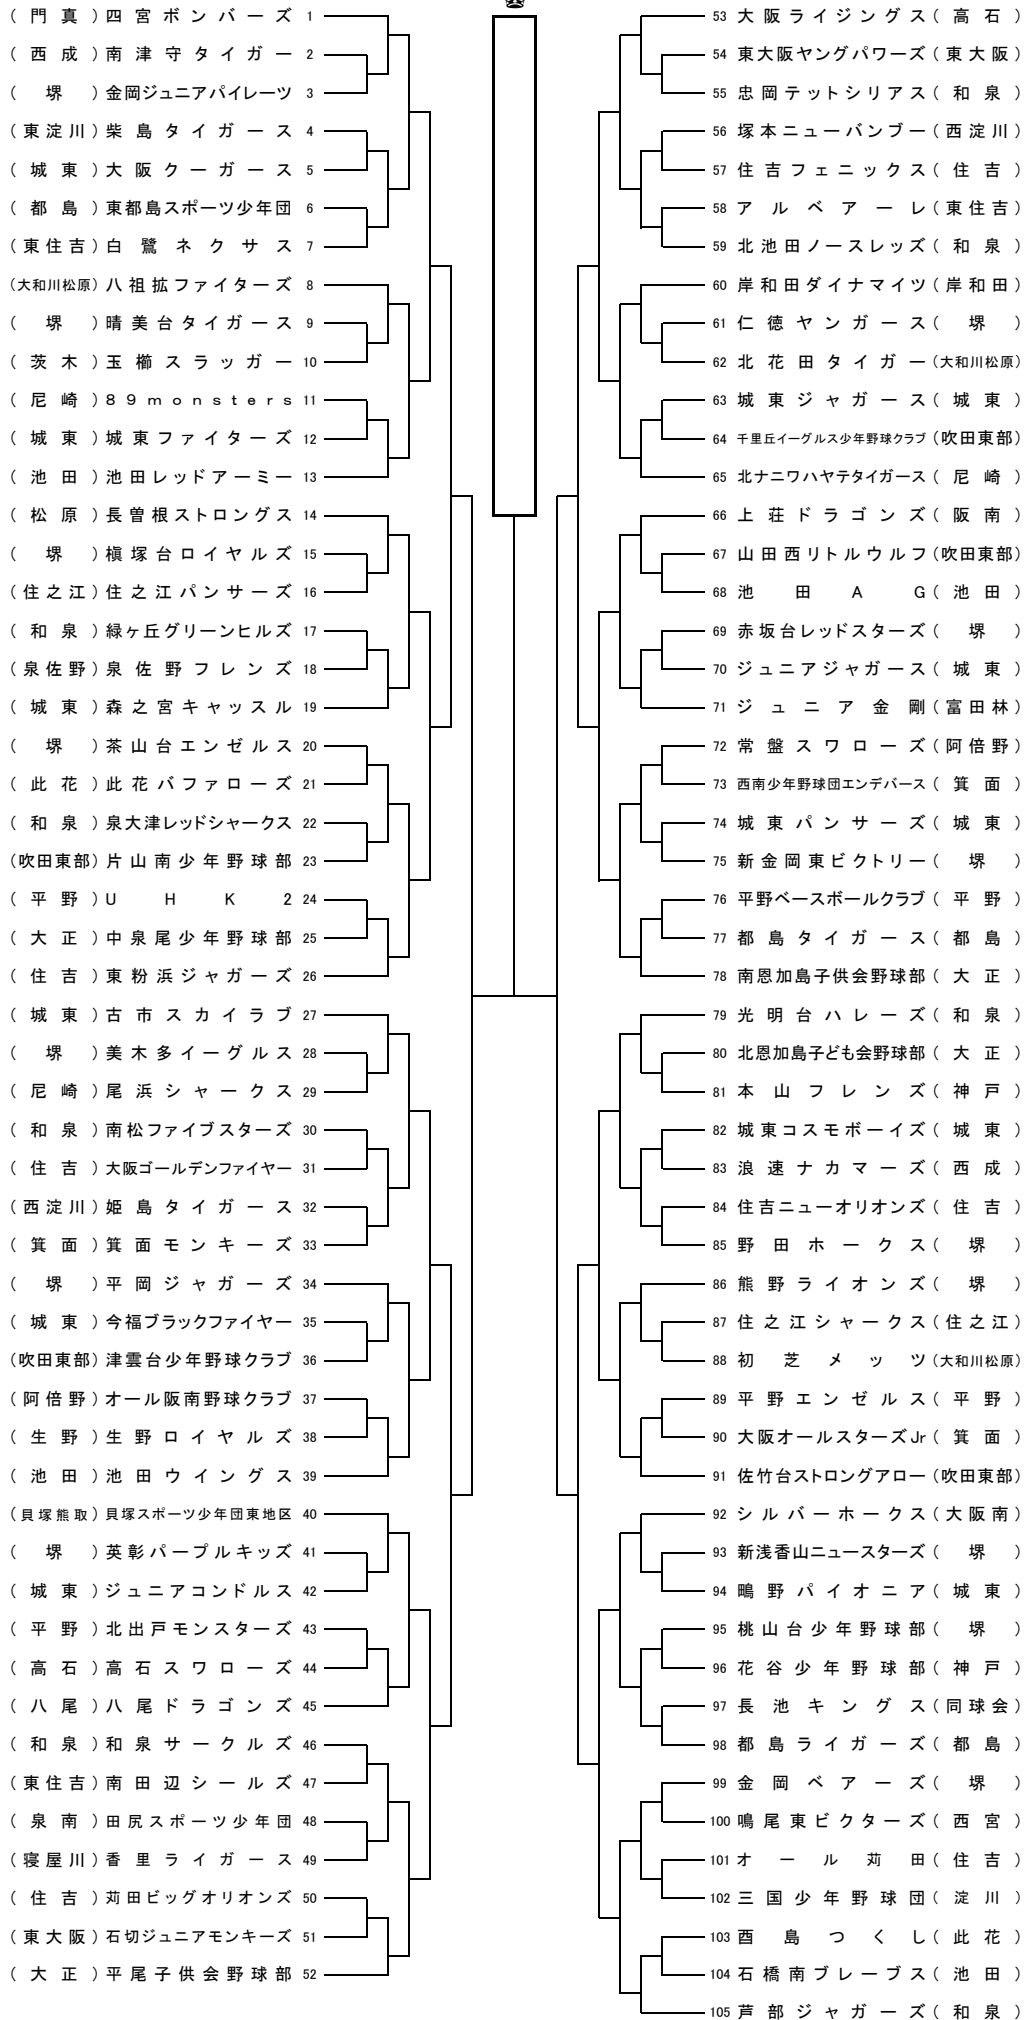 (門真) 四宮ボンバーズ 1
(西成) 南津守タイガー 2
(堺) 金岡ジュニアパイレーツ 3
(東淀川) 柴島タイガース 4
(城東) 大阪クーガース 5
(都島) 東都島スポーツ少年団 6
(東住吉) 白鷺ネクサス 7
(大和川松原) 八祖拡ファイターズ 8
(堺) 晴美台タイガース 9
(茨木) 玉櫛スラッガー 10
(尼崎) 89monsters 11
(城東) 城東ファイターズ 12
(池田) 池田レッドアーミー 13
(松原) 長曽根ストロングス 14
(堺) 槇塚台ロイヤルズ 15
(住之江) 住之江パンサーズ 16
(和泉) 緑ヶ丘グリーンヒルズ 17
(泉佐野) 泉佐野フレンズ 18
(城東) 森之宮キャッスル 19
(堺) 茶山台エンゼルス 20
(此花) 此花バファローズ 21
(和泉) 泉大津レッドシャークス 22
(吹田東部) 片山南少年野球部 23
(平野) UHK2 24
(大正) 中泉尾少年野球部 25
(住吉) 東粉浜ジャガーズ 26
(城東) 古市スカイラブ 27
(堺) 美木多イーグルス 28
(尼崎) 尾浜シャークス 29
(和泉) 南松ファイブスターズ 30
(住吉) 大阪ゴールデンファイヤー 31
(西淀川) 姫島タイガース 32
(箕面) 箕面モンキーズ 33
(堺) 平岡ジャガーズ 34
(城東) 今福ブラックファイヤー 35
(吹田東部) 津雲台少年野球クラブ 36
(阿倍野) オール阪南野球クラブ 37
(生野) 生野ロイヤルズ 38
(池田) 池田ウイングス 39
(貝塚熊取) 貝塚スポーツ少年団東地区 40
(堺) 英彰パープルキッズ 41
(城東) ジュニアコンドルス 42
(平野) 北出戸モンスターズ 43
(高石) 高石スワローズ 44
(八尾) 八尾ドラゴンズ 45
(和泉) 和泉サークルズ 46
(東住吉) 南田辺シールズ 47
(泉南) 田尻スポーツ少年団 48
(寝屋川) 香里ライガース 49
(住吉) 苅田ビッグオリオンズ 50
(東大阪) 石切ジュニアモンキーズ 51
(大正) 平尾子供会野球部 52
53 大阪ライジングス (高石)
54 東大阪ヤングパワーズ (東大阪)
55 忠岡テットシリアス (和泉)
56 塚本ニューバンブー (西淀川)
57 住吉フェニックス (住吉)
58 アルベアーレ (東住吉)
59 北池田ノースレッズ (和泉)
60 岸和田ダイナマイツ (岸和田)
61 仁徳ヤンガース (堺)
62 北花田タイガー (大和川松原)
63 城東ジャガース (城東)
64 千里丘イーグルス少年野球クラブ (吹田東部)
65 北ナニワハヤテタイガース (尼崎)
66 上荘ドラゴンズ (阪南)
67 山田西リトルウルフ (吹田東部)
68 池田AG (池田)
69 赤坂台レッドスターズ (堺)
70 ジュニアジャガース (城東)
71 ジュニア金剛 (富田林)
72 常盤スワローズ (阿倍野)
73 西南少年野球団エンデバース (箕面)
74 城東パンサーズ (城東)
75 新金岡東ビクトリー (堺)
76 平野ベースボールクラブ (平野)
77 都島タイガース (都島)
78 南恩加島子供会野球部 (大正)
79 光明台ハレーズ (和泉)
80 北恩加島子ども会野球部 (大正)
81 本山フレンズ (神戸)
82 城東コスモボーイズ (城東)
83 浪速ナカマーズ (西成)
84 住吉ニューオリオンズ (住吉)
85 野田ホークス (堺)
86 熊野ライオンズ (堺)
87 住之江シャークス (住之江)
88 初芝メッツ (大和川松原)
89 平野エンゼルス (平野)
90 大阪オールスターズJr (箕面)
91 佐竹台ストロングアロー (吹田東部)
92 シルバーホークス (大阪南)
93 新浅香山ニュースターズ (堺)
94 鴫野パイオニア (城東)
95 桃山台少年野球部 (堺)
96 花谷少年野球部 (神戸)
97 長池キングス (同球会)
98 都島ライガーズ (都島)
99 金岡ベアーズ (堺)
100 鳴尾東ビクターズ (西宮)
101 オール苅田 (住吉)
102 三国少年野球団 (淀川)
103 酉島つくし (此花)
104 石橋南ブレーブス (池田)
105 芦部ジャガーズ (和泉)